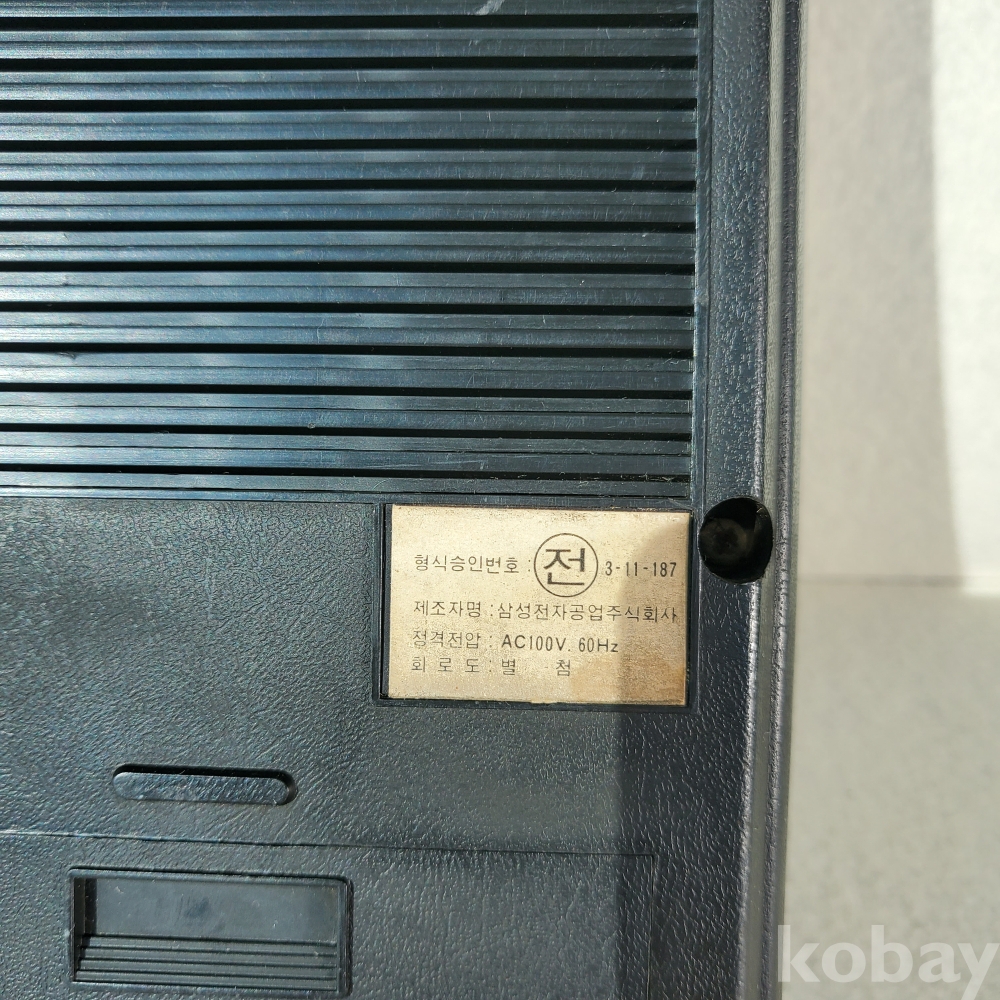 형식승인번호 : 전 3-11-187
제조자명 : 삼성전자공업주식회사
정격전압 : AC100V. 60Hz
회 로 도 : 별 첨
kobay